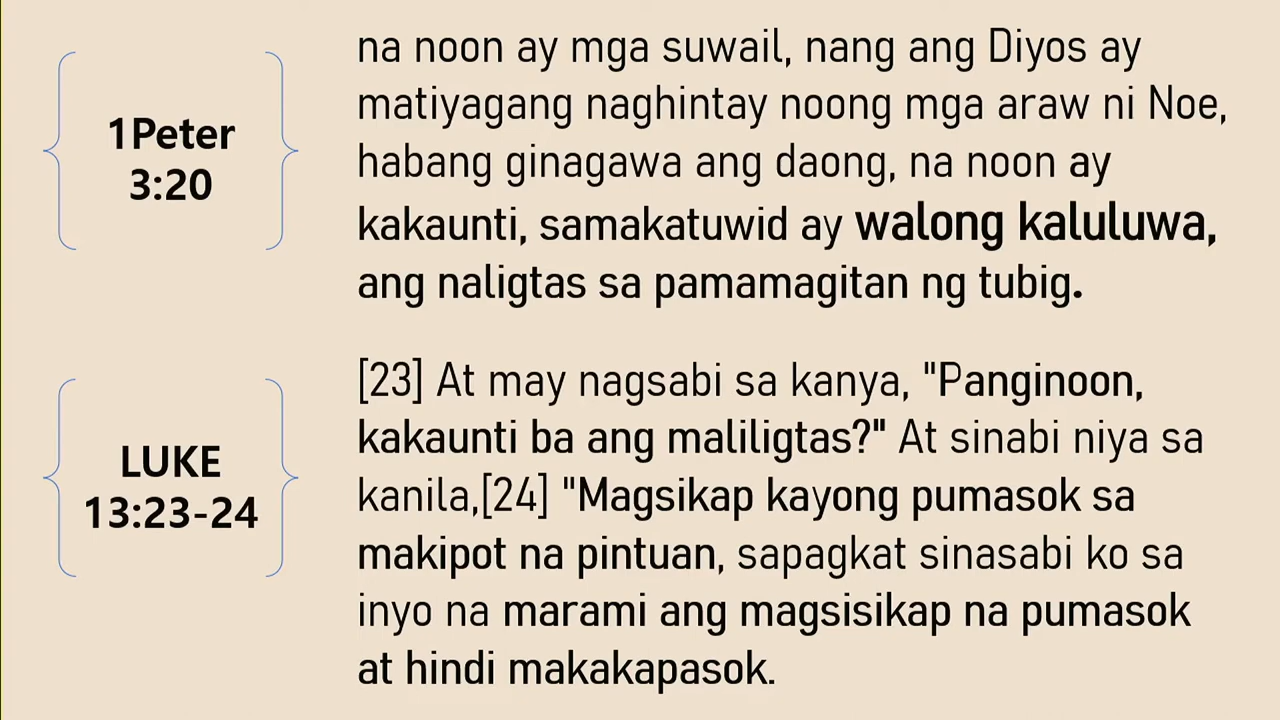 1Peter
3:20
na noon ay mga suwail, nang ang Diyos ay
matiyagang naghintay noong mga araw ni Noe,
habang ginagawa ang daong, na noon ay
kakaunti, samakatuwid ay walong kaluluwa,
ang naligtas sa pamamagitan ng tubig.
LUKE
13:23-24
[23] At may nagsabi sa kanya, "Panginoon,
kakaunti ba ang maliligtas?" At sinabi niya sa
kanila,[24] "Magsikap kayong pumasok sa
makipot na pintuan, sapagkat sinasabi ko sa
inyo na marami ang magsisikap na pumasok
at hindi makakapasok.